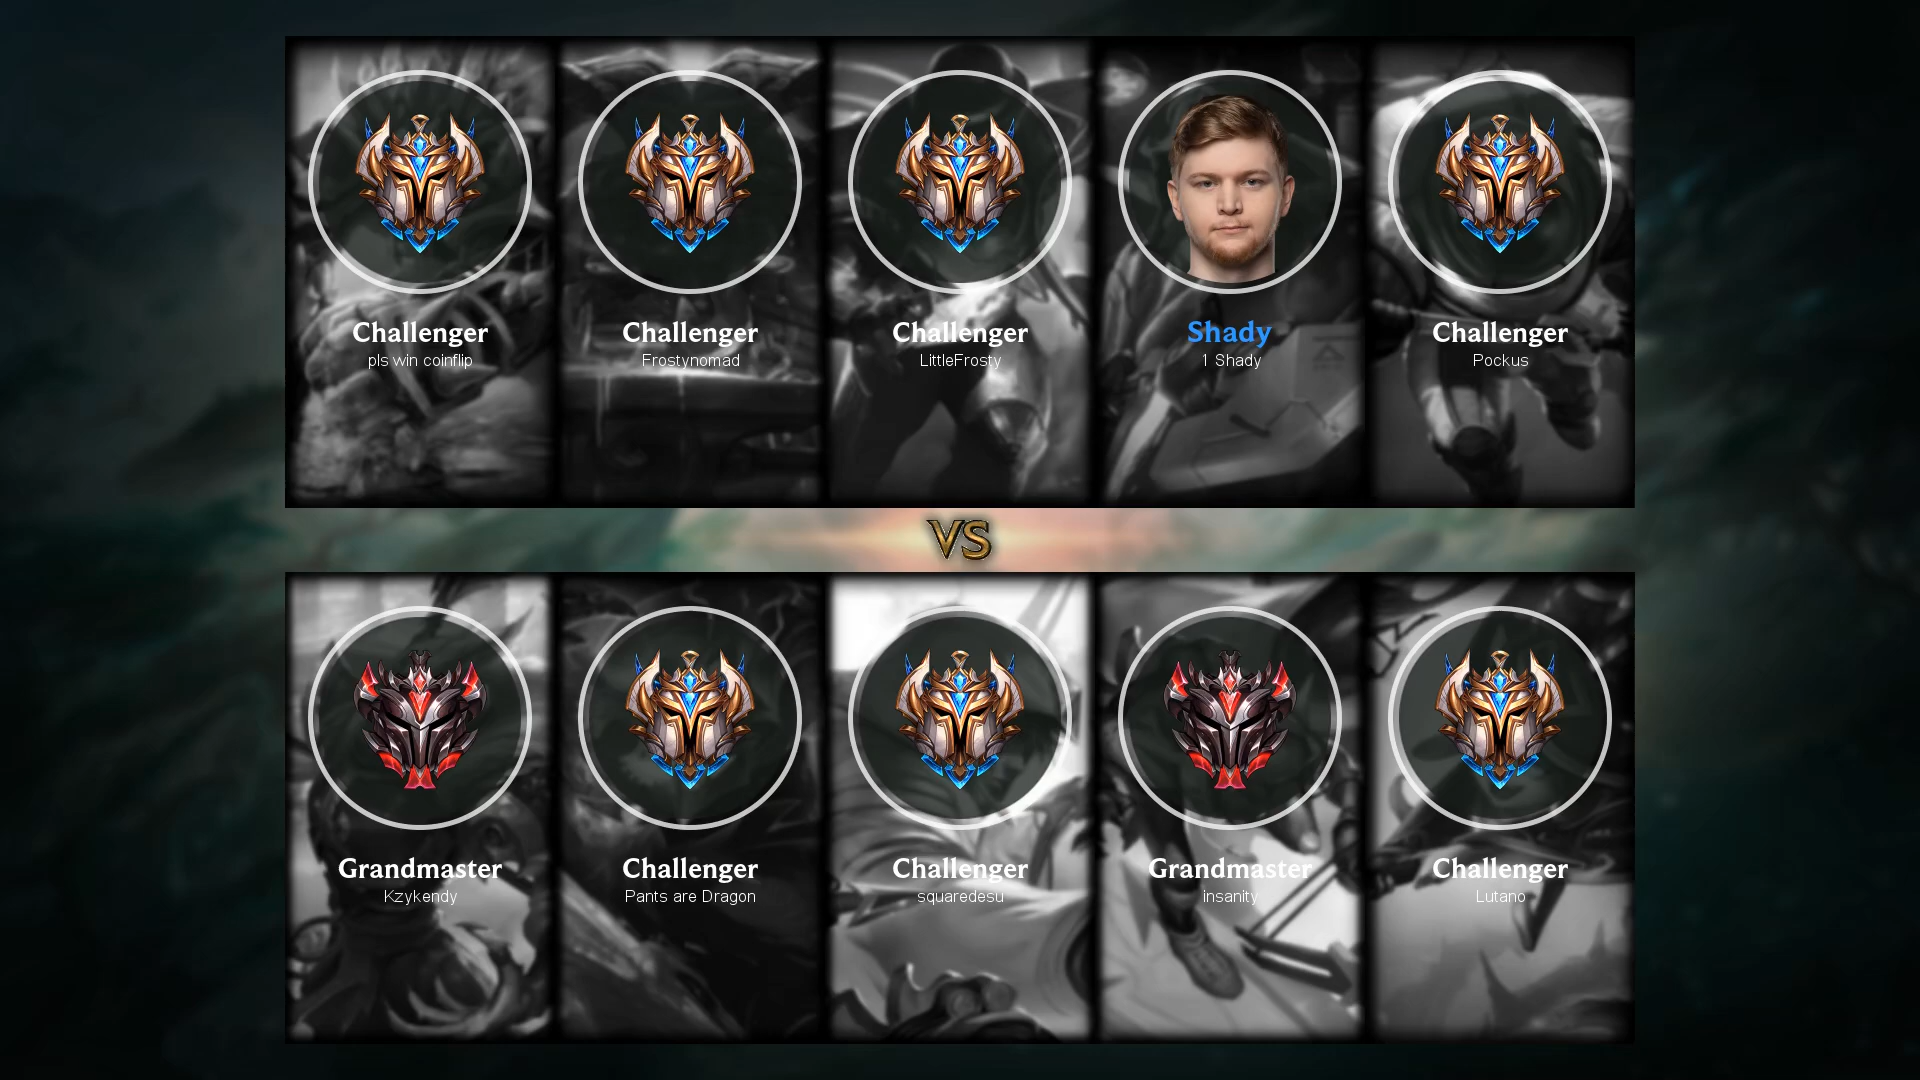 Challenger
pls win coinflip
Challenger
Frostynomad
Challenger
LittleFrosty
Shady
1 Shady
Challenger
Pockus
VS
Grandmaster
Kzykendy
Challenger
Pants are Dragon
Challenger
squaredesu
Grandmaster
insanity
Challenger
Lutano